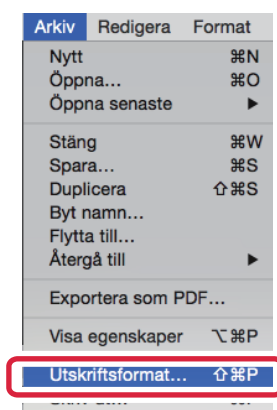 Arkiv Redigera Format
Nytt ⌘N
Öppna... ⌘O
Öppna senaste ▶
Stäng ⌘W
Spara... ⌘S
Duplicera ⇧⌘S
Byt namn...
Flytta till...
Återgå till ▶
Exportera som PDF...
Visa egenskaper ⌥⌘P
Utskriftsformat... ⇧⌘P